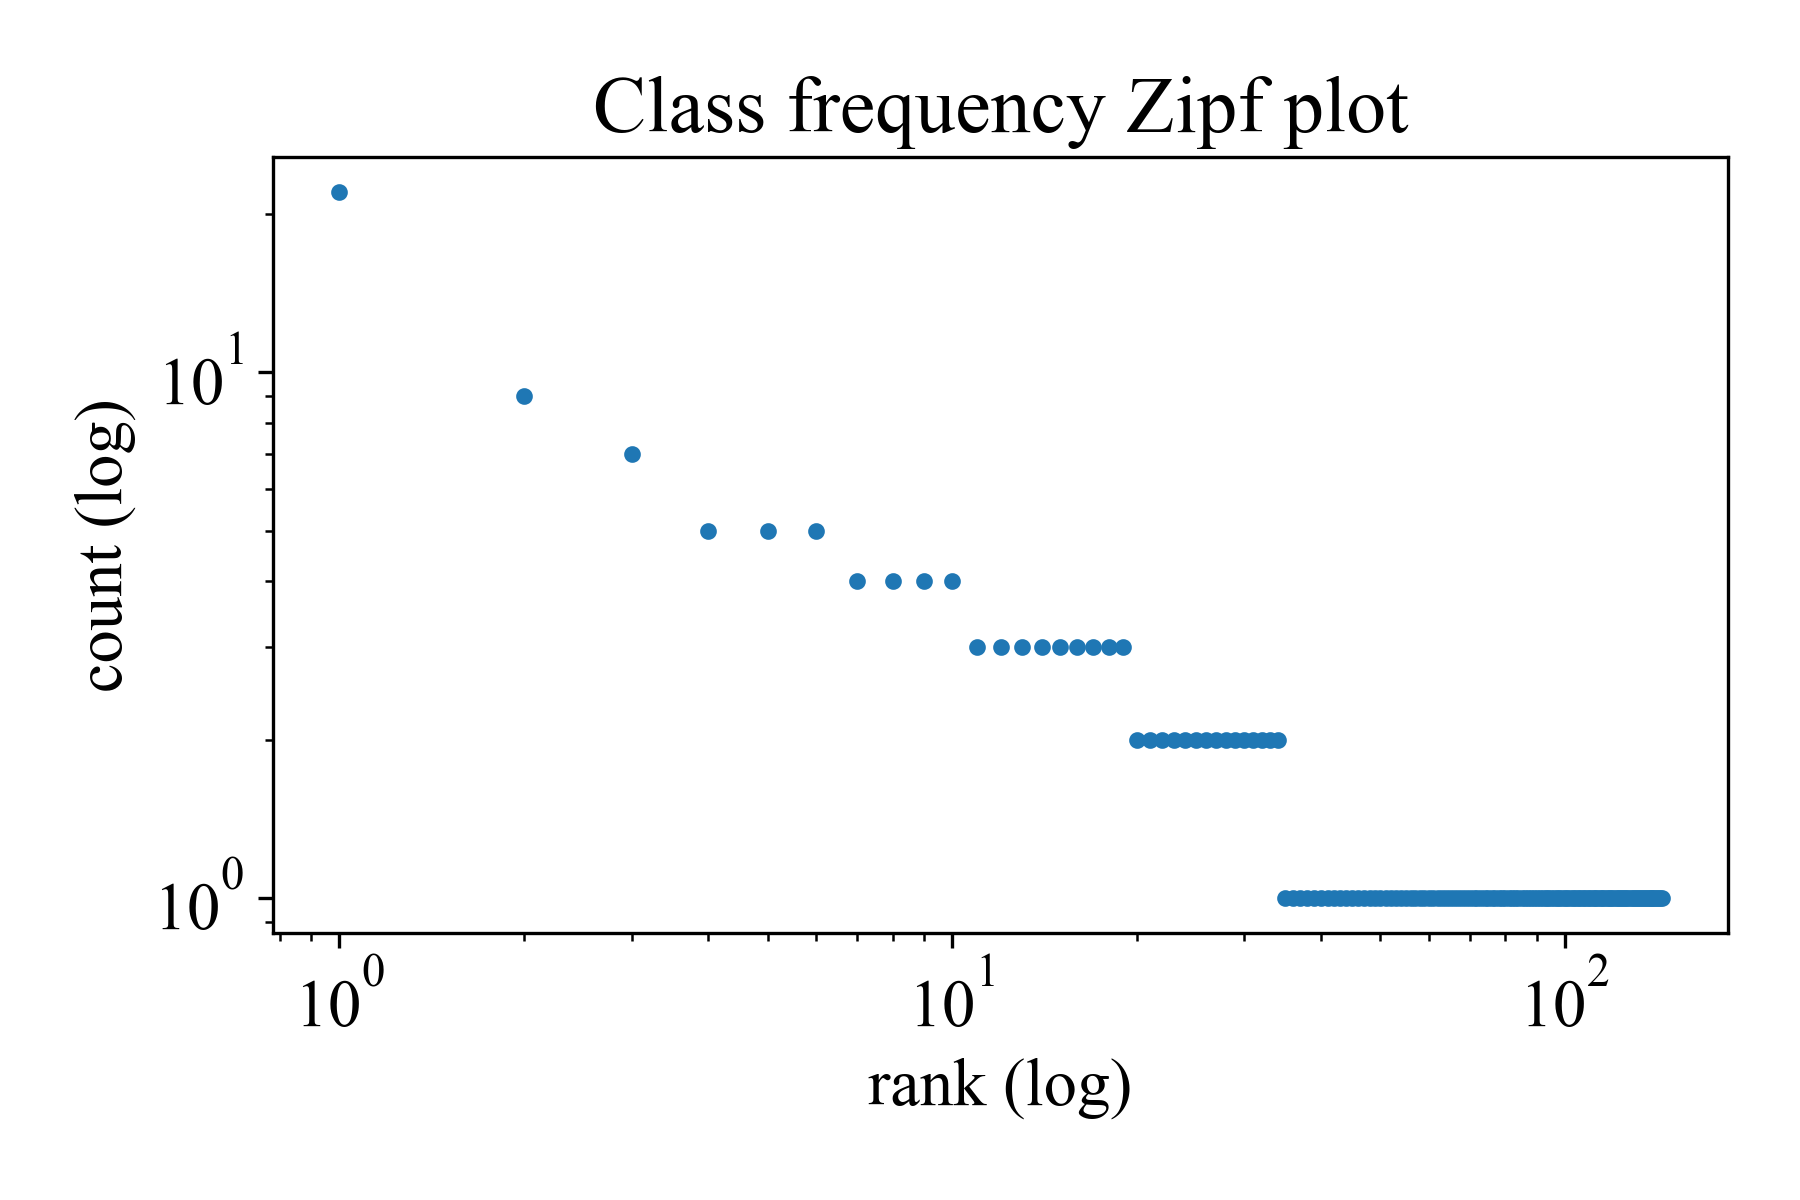 Class frequency Zipf plot
count (log)
10^1
10^0
10^0 10^1 10^2
rank (log)